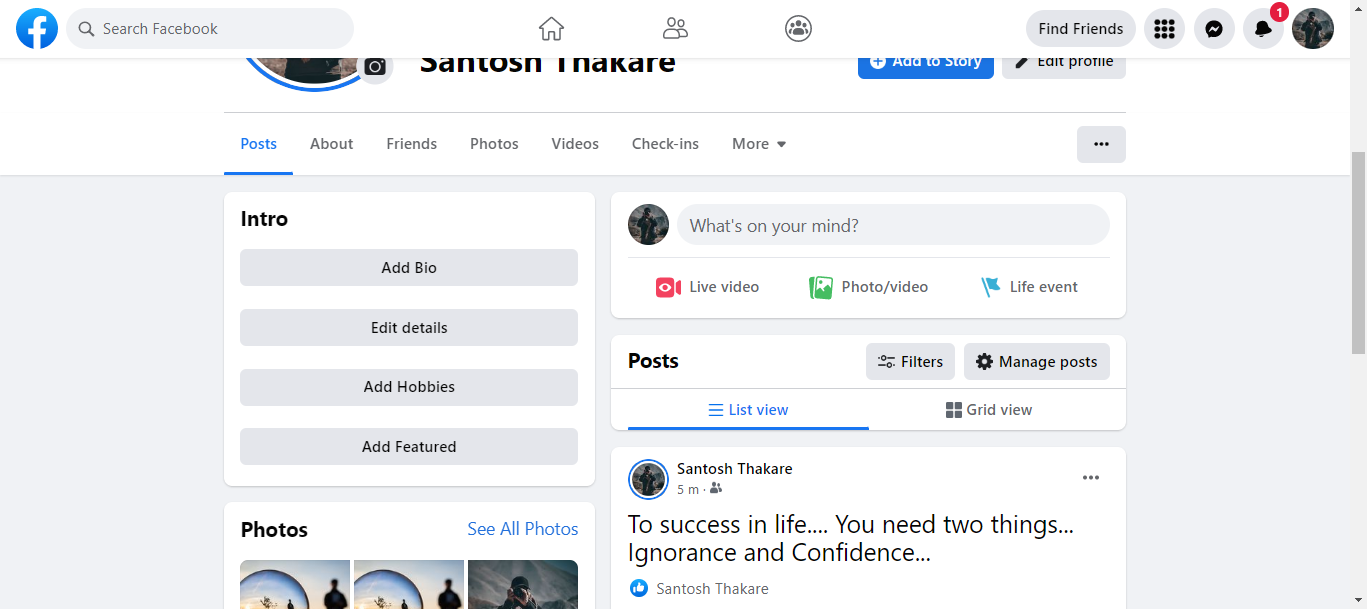 Search Facebook
Find Friends
1
Santosh Thakare
Add to Story
Edit profile
Posts
About
Friends
Photos
Videos
Check-ins
More
Intro
Add Bio
Edit details
Add Hobbies
Add Featured
Photos
See All Photos
What's on your mind?
Live video
Photo/video
Life event
Posts
Filters
Manage posts
List view
Grid view
Santosh Thakare
5 m ·
To success in life.... You need two things...
Ignorance and Confidence...
Santosh Thakare